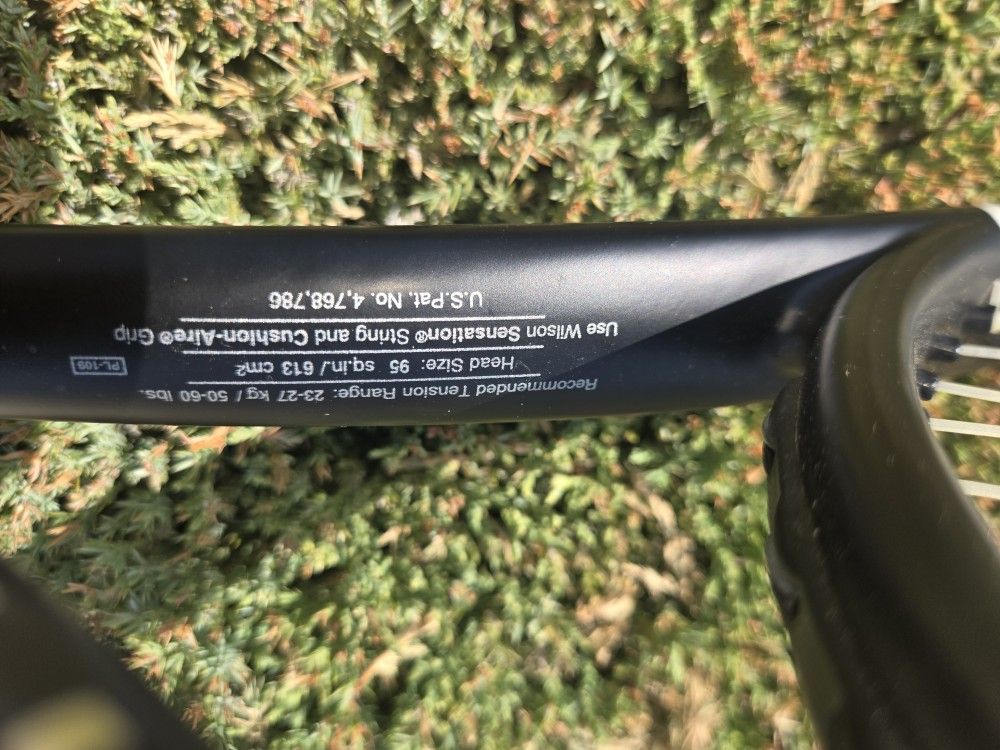 Recommended Tension Range: 23-27 kg / 50-60 lbs.
Head Size: 95 sq.in./ 613 cm²
PL-109
Use Wilson Sensation® String and Cushion-Aire® Grip
U.S.Pat. No. 4,768,786